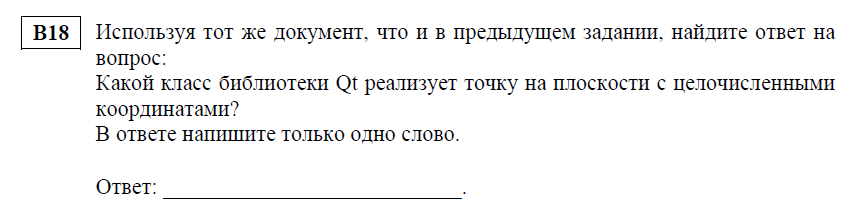 B18
Используя тот же документ, что и в предыдущем задании, найдите ответ на
вопрос:
Какой класс библиотеки Qt реализует точку на плоскости с целочисленными
координатами?
В ответе напишите только одно слово.
Ответ: ___________________________.